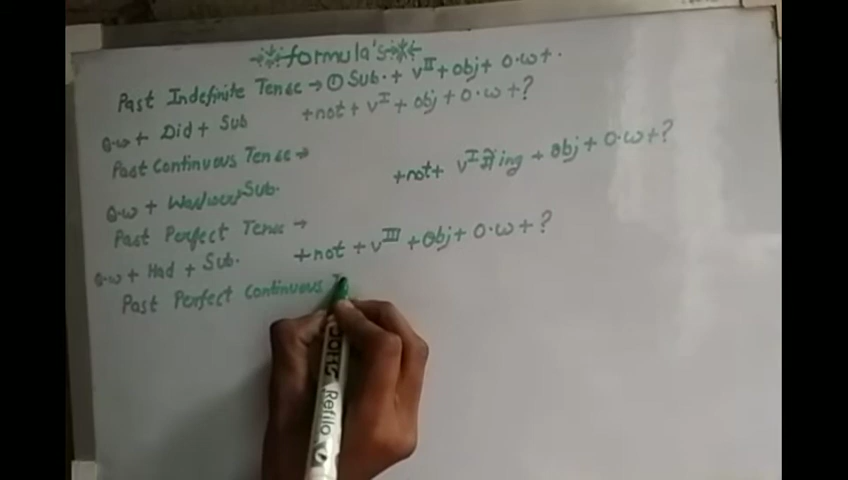 formula's
Past Indefinite Tense → ① Sub. + v^II + obj + o.w + .
Q.w + Did + Sub + not + v^I + obj + o.w + ?
Past Continuous Tense →
Q.w + Was/were Sub. + not + v^I में ing + obj + o.w + ?
Past Perfect Tense →
Q.w + Had + Sub. + not + v^III + Obj + o.w + ?
Past Perfect Continuous
Refilo